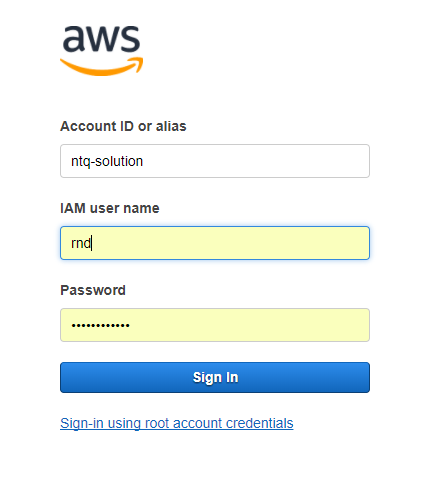 aws
Account ID or alias
ntq-solution
IAM user name
rnd
Password
••••••••••••
Sign In
Sign-in using root account credentials